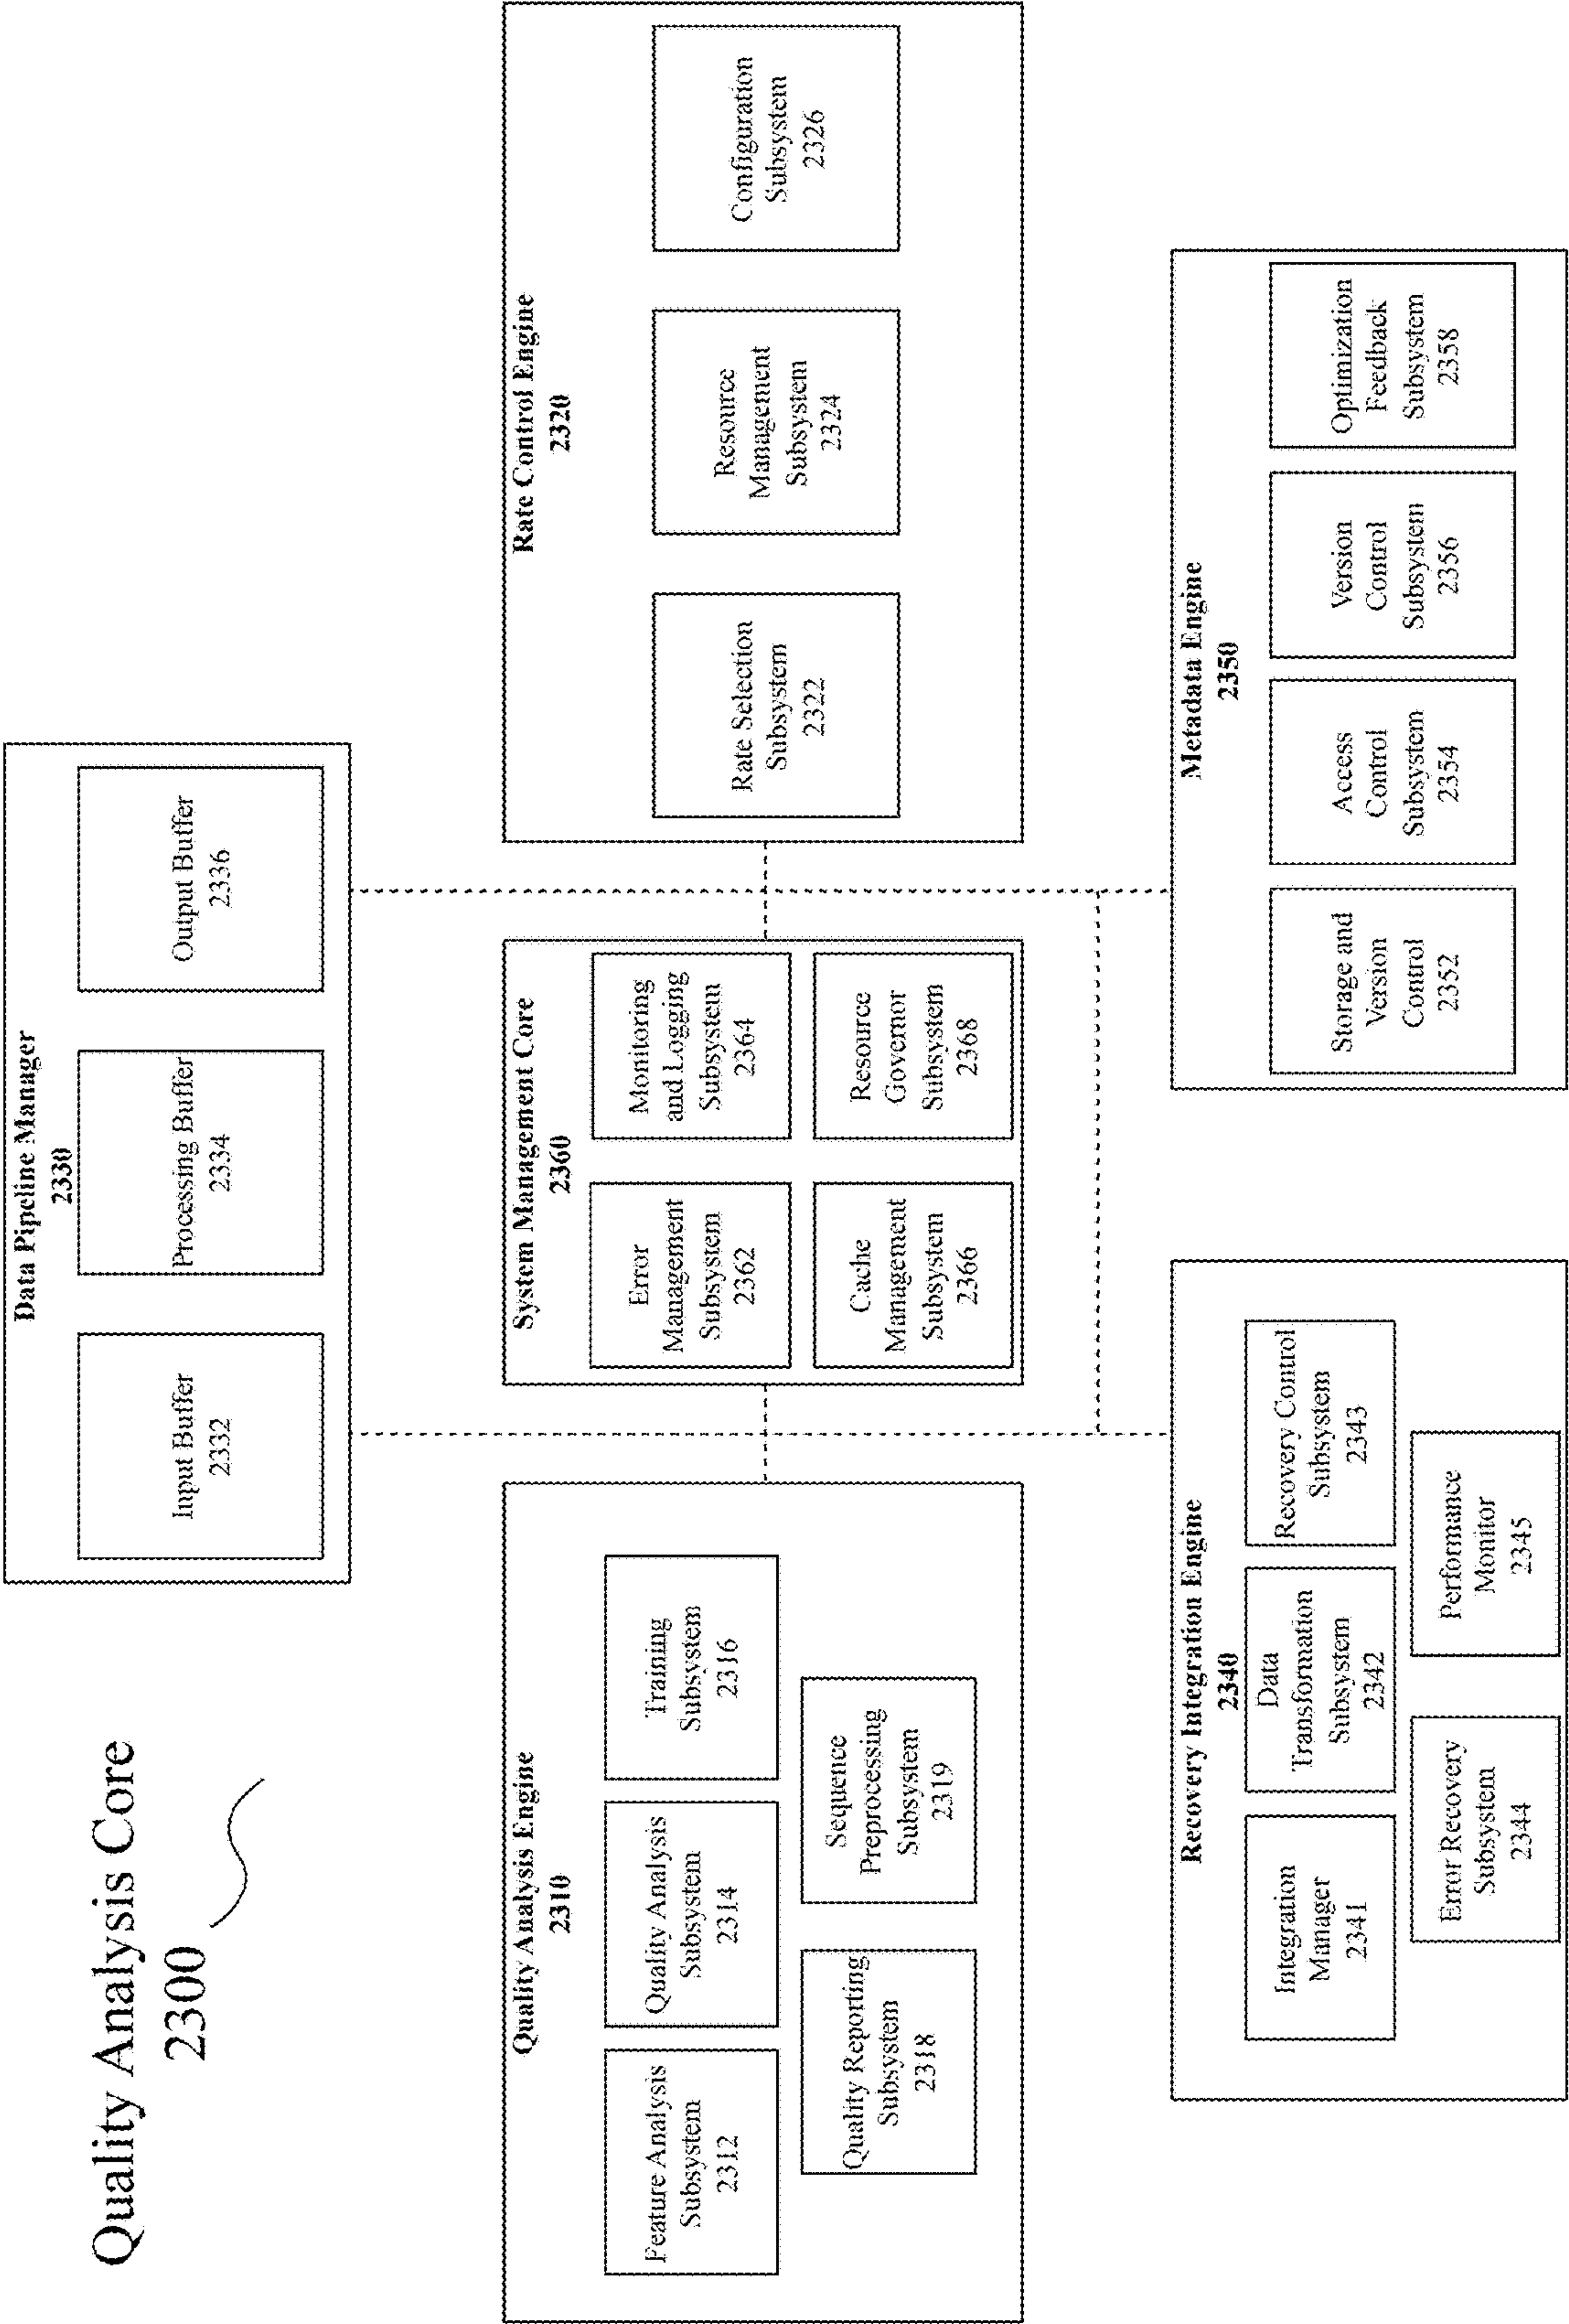 Quality Analysis Core
2300
Data Pipeline Manager
2330
Input Buffer
2332
Processing Buffer
2334
Output Buffer
2336
Quality Analysis Engine
2310
Feature Analysis
Subsystem
2312
Quality Analysis
Subsystem
2314
Training
Subsystem
2316
Quality Reporting
Subsystem
2318
Sequence
Preprocessing
Subsystem
2319
System Management Core
2360
Error
Management
Subsystem
2362
Monitoring
and Logging
Subsystem
2364
Cache
Management
Subsystem
2366
Resource
Governor
Subsystem
2368
Rate Control Engine
2320
Rate Selection
Subsystem
2322
Resource
Management
Subsystem
2324
Configuration
Subsystem
2326
Recovery Integration Engine
2340
Integration
Manager
2341
Data
Transformation
Subsystem
2342
Recovery Control
Subsystem
2343
Error Recovery
Subsystem
2344
Performance
Monitor
2345
Metadata Engine
2350
Storage and
Version
Control
2352
Access
Control
Subsystem
2354
Version
Control
Subsystem
2356
Optimization
Feedback
Subsystem
2358